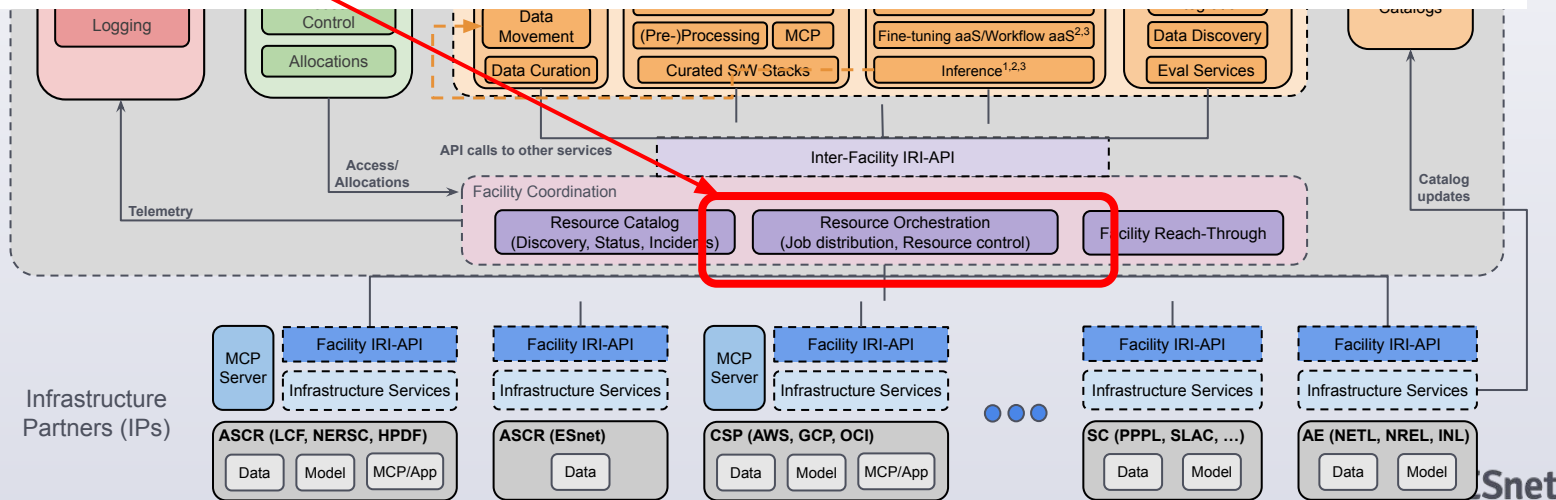 Logging
Control
Allocations
Data
Movement
Data Curation
(Pre-)Processing
MCP
Curated S/W Stacks
Fine-tuning aaS/Workflow aaS2,3
Inference1,2,3
Data Discovery
Eval Services
Catalogs
API calls to other services
Inter-Facility IRI-API
Access/
Allocations
Telemetry
Catalog
updates
Facility Coordination
Resource Catalog
(Discovery, Status, Incidents)
Resource Orchestration
(Job distribution, Resource control)
Facility Reach-Through
Infrastructure
Partners (IPs)
MCP
Server
Facility IRI-API
Infrastructure Services
ASCR (LCF, NERSC, HPDF)
Data
Model
MCP/App
Facility IRI-API
Infrastructure Services
ASCR (ESnet)
Data
MCP
Server
Facility IRI-API
Infrastructure Services
CSP (AWS, GCP, OCI)
Data
Model
MCP/App
Facility IRI-API
Infrastructure Services
SC (PPPL, SLAC, ...)
Data
Model
Facility IRI-API
Infrastructure Services
AE (NETL, NREL, INL)
Data
Model
ESnet